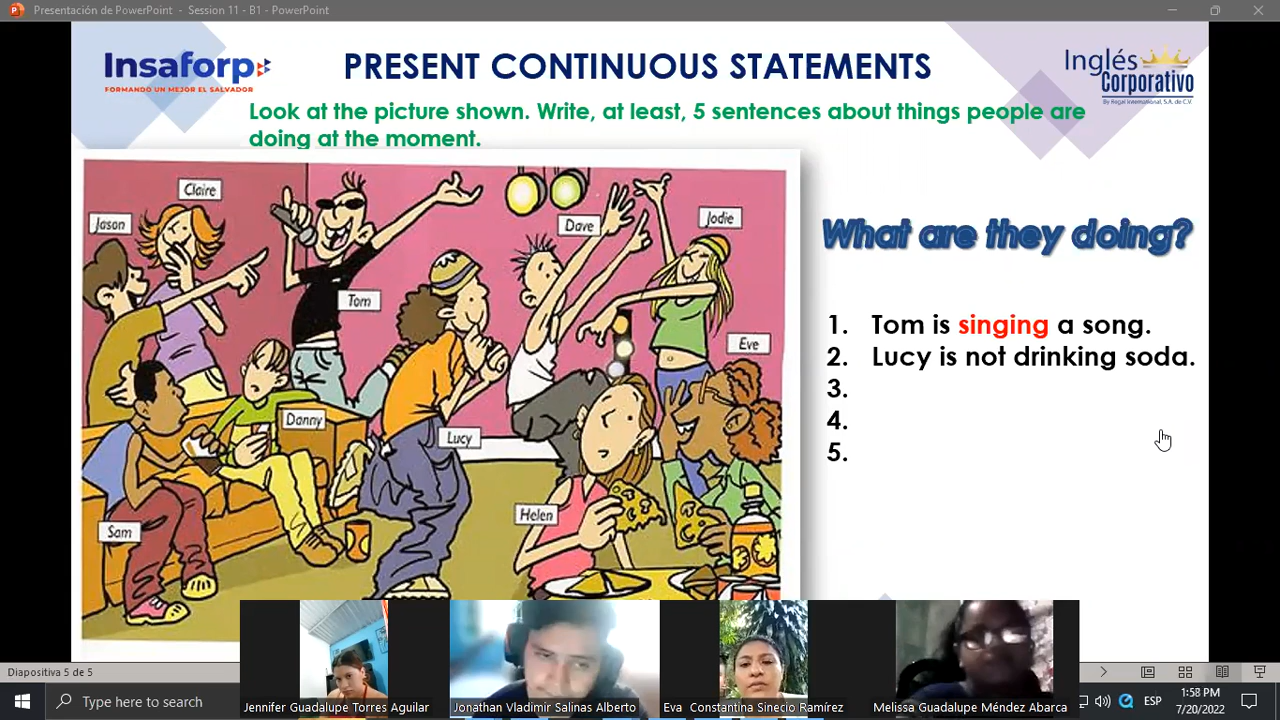 Presentación de PowerPoint - Session 11 - B1 - PowerPoint
Insaforp
FORMANDO UN MEJOR EL SALVADOR
PRESENT CONTINUOUS STATEMENTS
Inglés
Corporativo
By Regar International, S.A. de C.V.
Look at the picture shown. Write, at least, 5 sentences about things people are
doing at the moment.
Claire
Jason
Dave
Jodie
Tom
Eve
Danny
Lucy
Sam
Helen
What are they doing?
1. Tom is singing a song.
2. Lucy is not drinking soda.
3.
4.
5.
Jennifer Guadalupe Torres Aguilar
Jonathan Vladimir Salinas Alberto
Eva Constantina Sinecio Ramírez
Melissa Guadalupe Méndez Abarca
Diapositiva 5 de 5
Type here to search
ESP
1:58 PM
7/20/2022